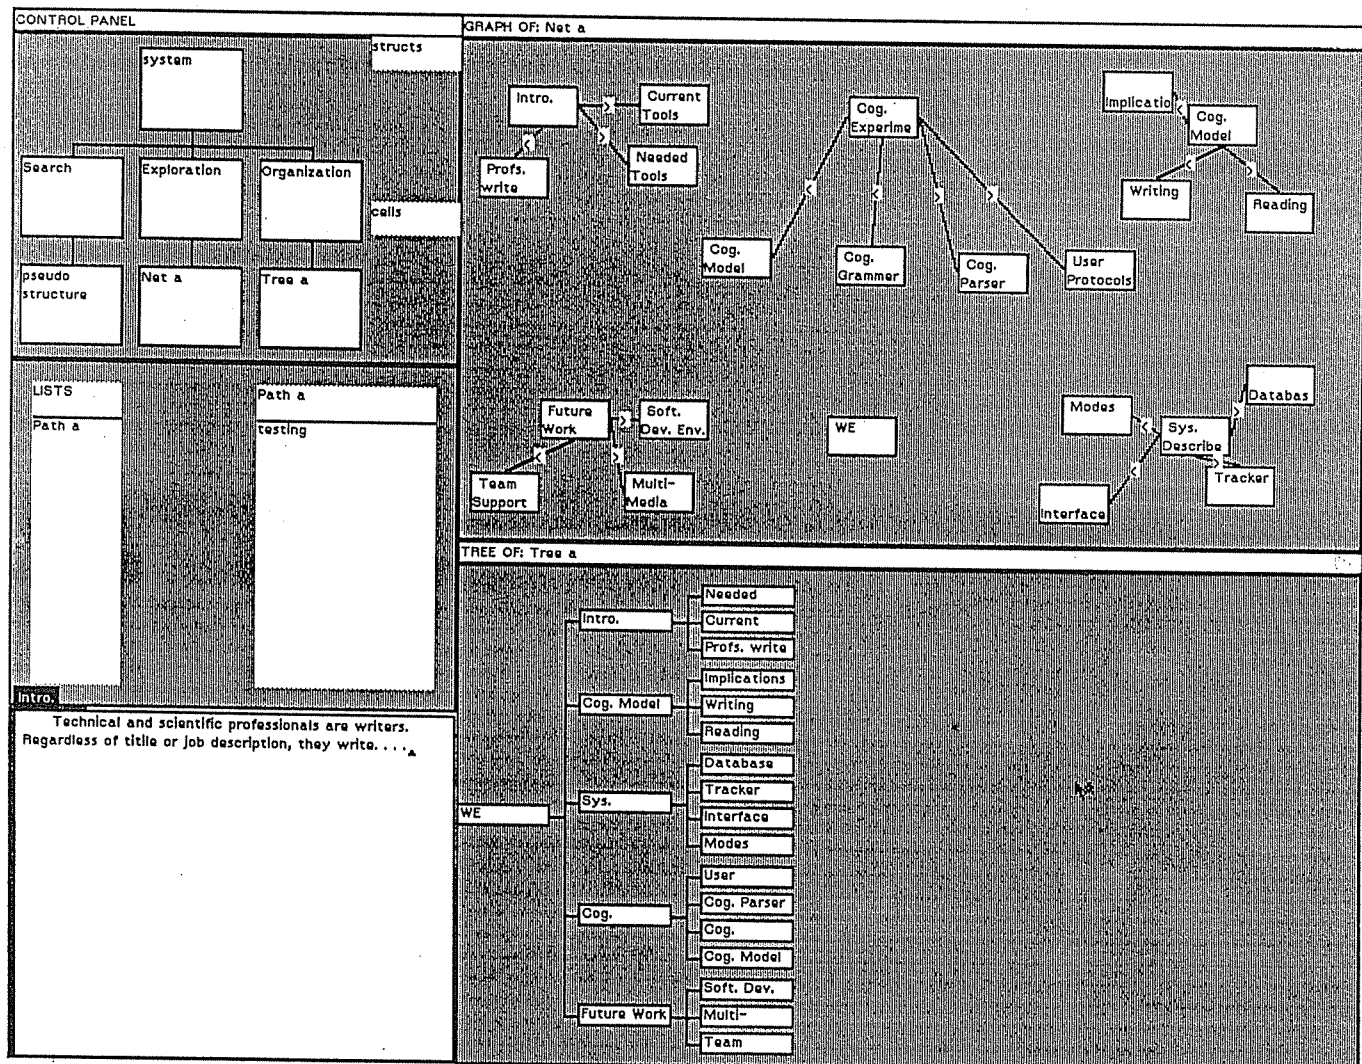 CONTROL PANEL
structs
system
Search
Exploration
Organization
cells
pseudo
structure
Net a
Tree a
LISTS
Path a
Path a
testing
Intro.
Technical and scientific professionals are writers.
Regardless of titlle or job description, they write. . . .
GRAPH OF: Net a
Intro.
Current
Tools
Profs.
write
Needed
Tools
Cog.
Experime
Cog.
Model
Cog.
Grammer
Cog.
Parser
User
Protocols
Implicatio
Cog.
Model
Writing
Reading
Future
Work
Soft.
Dev. Env.
Team
Support
Multi-
Media
WE
Modes
Sys.
Describe
Databas
Interface
Tracker
TREE OF: Tree a
WE
Intro.
Needed
Current
Profs. write
Cog. Model
Implications
Writing
Reading
Sys.
Database
Tracker
Interface
Modes
Cog.
User
Cog. Parser
Cog.
Cog. Model
Future Work
Soft. Dev.
Multi-
Team